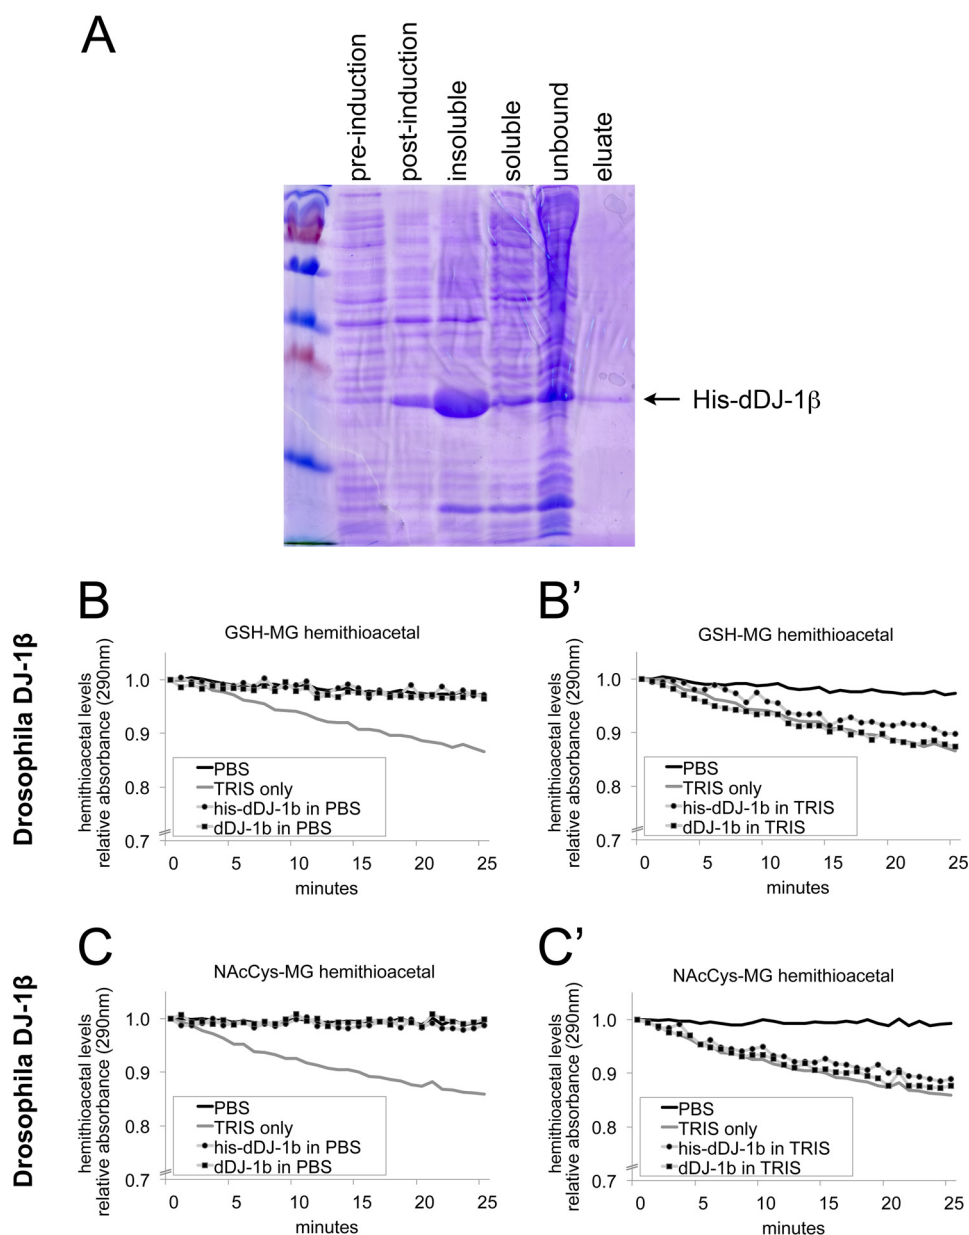 A
pre-induction
post-induction
insoluble
soluble
unbound
eluate
His-dDJ-1β
Drosophila DJ-1β
B
GSH-MG hemithioacetal
hemithioacetal levels
relative absorbance (290nm)
1.0
0.9
0.8
0.7
PBS
TRIS only
his-dDJ-1b in PBS
dDJ-1b in PBS
0 5 10 15 20 25
minutes
B’
GSH-MG hemithioacetal
hemithioacetal levels
relative absorbance (290nm)
1.0
0.9
0.8
0.7
PBS
TRIS only
his-dDJ-1b in TRIS
dDJ-1b in TRIS
0 5 10 15 20 25
minutes
Drosophila DJ-1β
C
NAcCys-MG hemithioacetal
hemithioacetal levels
relative absorbance (290nm)
1.0
0.9
0.8
0.7
PBS
TRIS only
his-dDJ-1b in PBS
dDJ-1b in PBS
0 5 10 15 20 25
minutes
C’
NAcCys-MG hemithioacetal
hemithioacetal levels
relative absorbance (290nm)
1.0
0.9
0.8
0.7
PBS
TRIS only
his-dDJ-1b in TRIS
dDJ-1b in TRIS
0 5 10 15 20 25
minutes